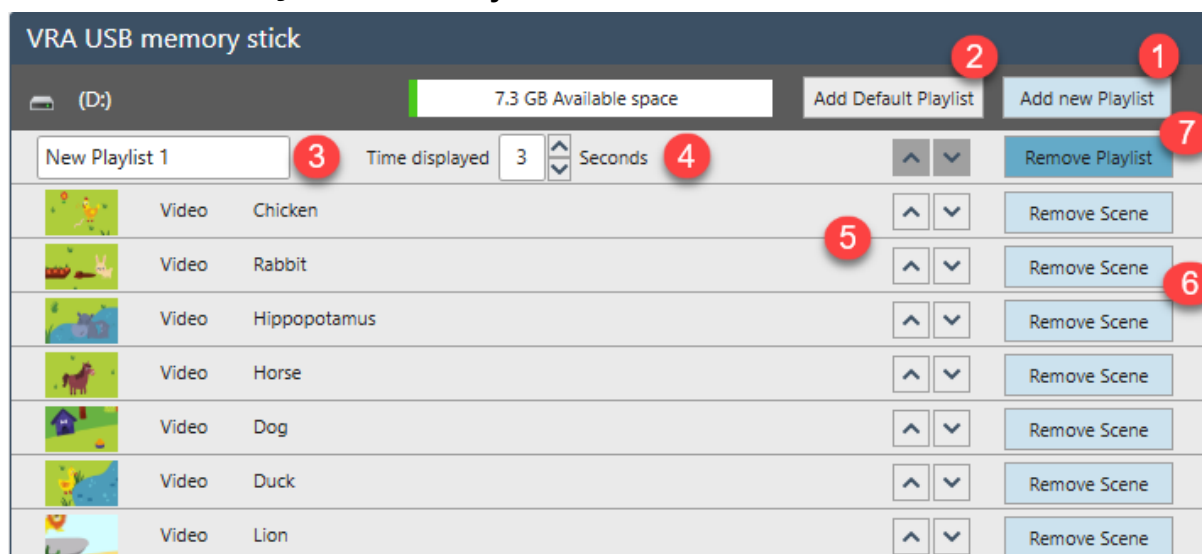 VRA USB memory stick
2 1
(D:) 7.3 GB Available space Add Default Playlist Add new Playlist
New Playlist 1 3 Time displayed 3 Seconds 4 Remove Playlist 7
Video Chicken Remove Scene
5
Video Rabbit Remove Scene 6
Video Hippopotamus Remove Scene
Video Horse Remove Scene
Video Dog Remove Scene
Video Duck Remove Scene
Video Lion Remove Scene